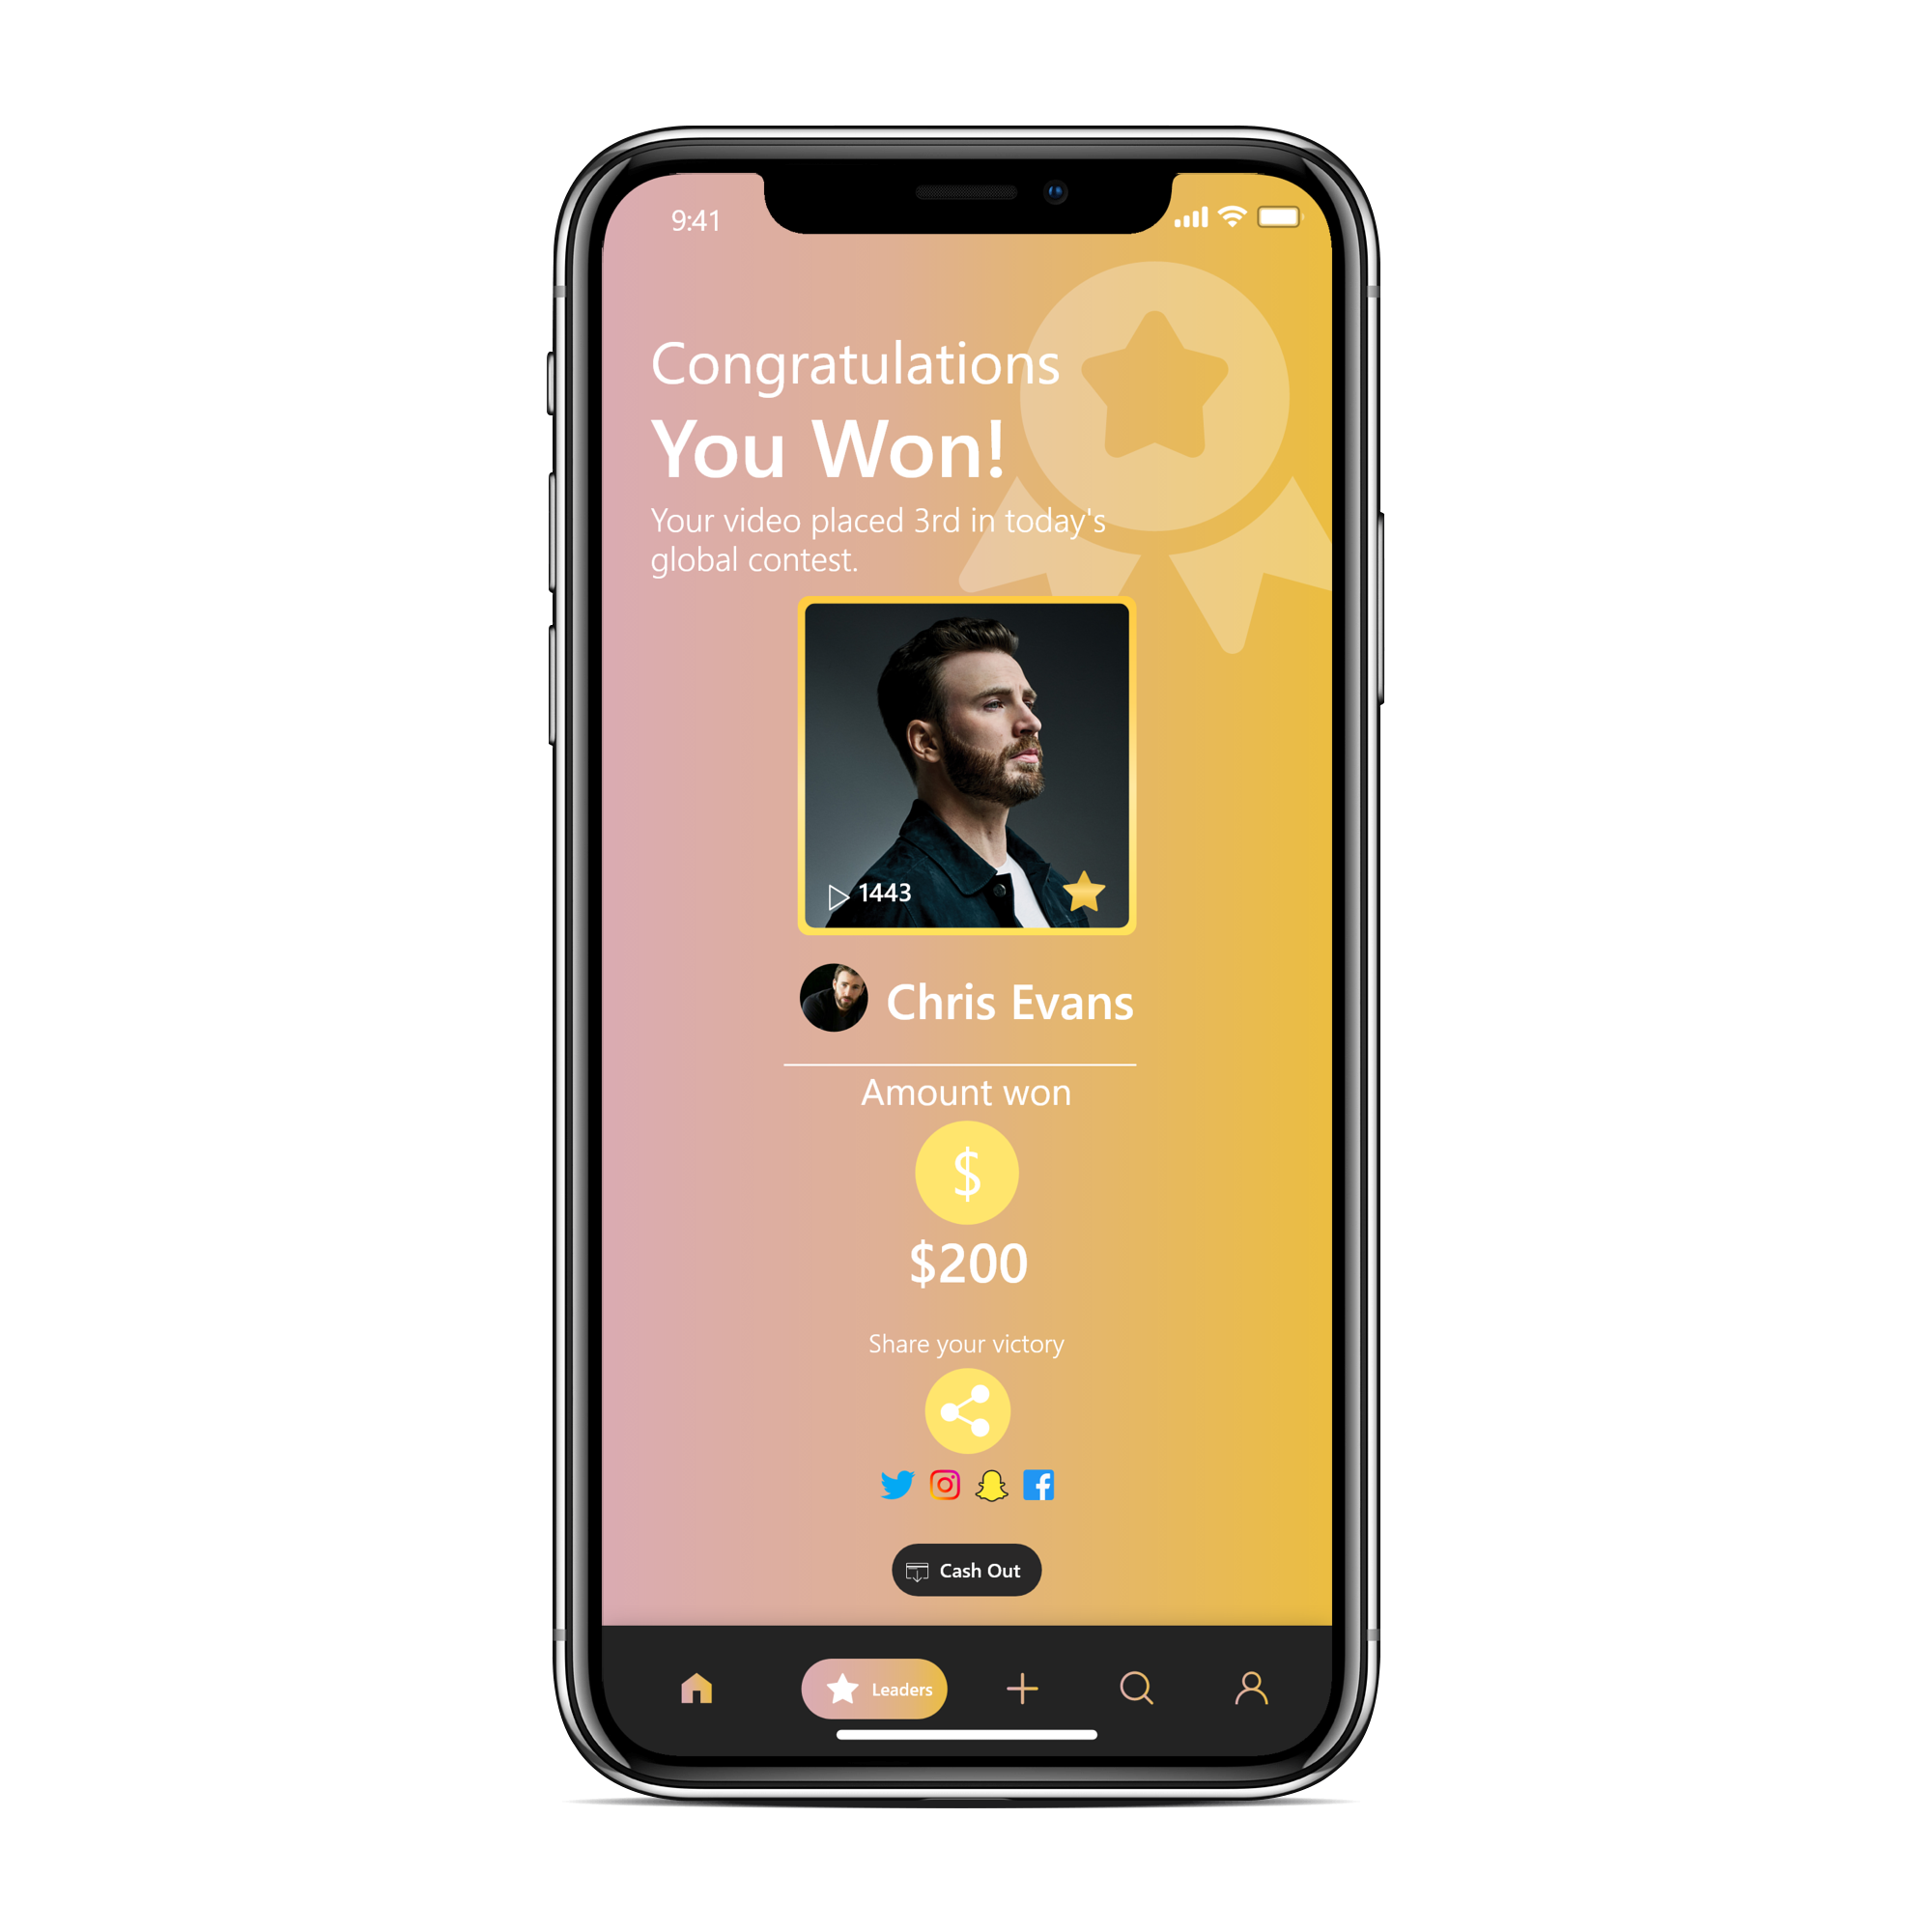 9:41
Congratulations
You Won!
Your video placed 3rd in today's
global contest.
1443
Chris Evans
Amount won
$
$200
Share your victory
Cash Out
Leaders